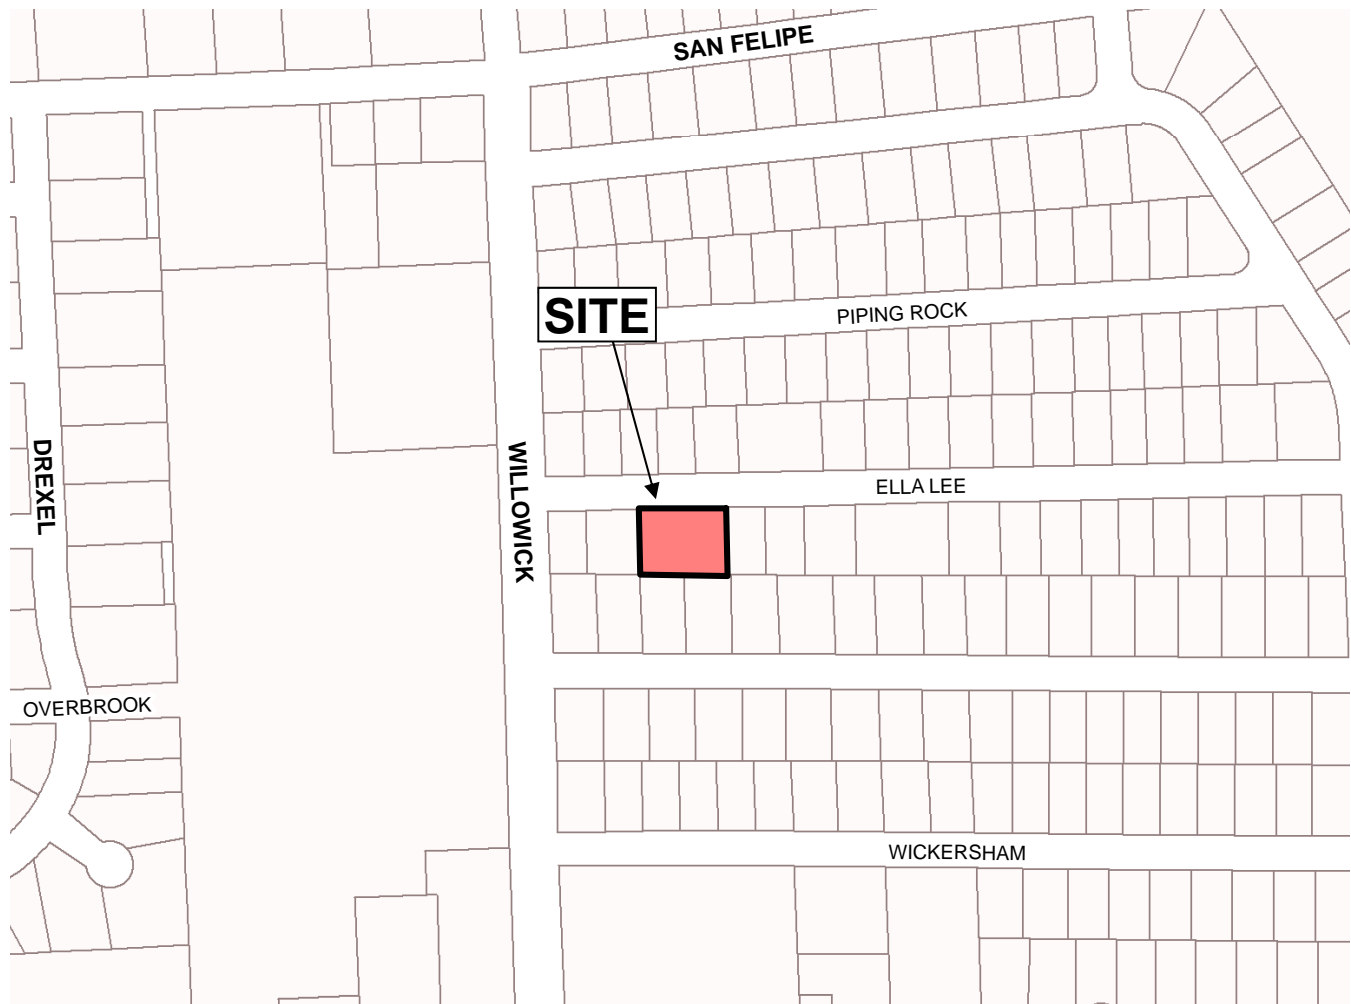 SAN FELIPE
SITE
PIPING ROCK
DREXEL
WILLOWICK
ELLA LEE
OVERBROOK
WICKERSHAM